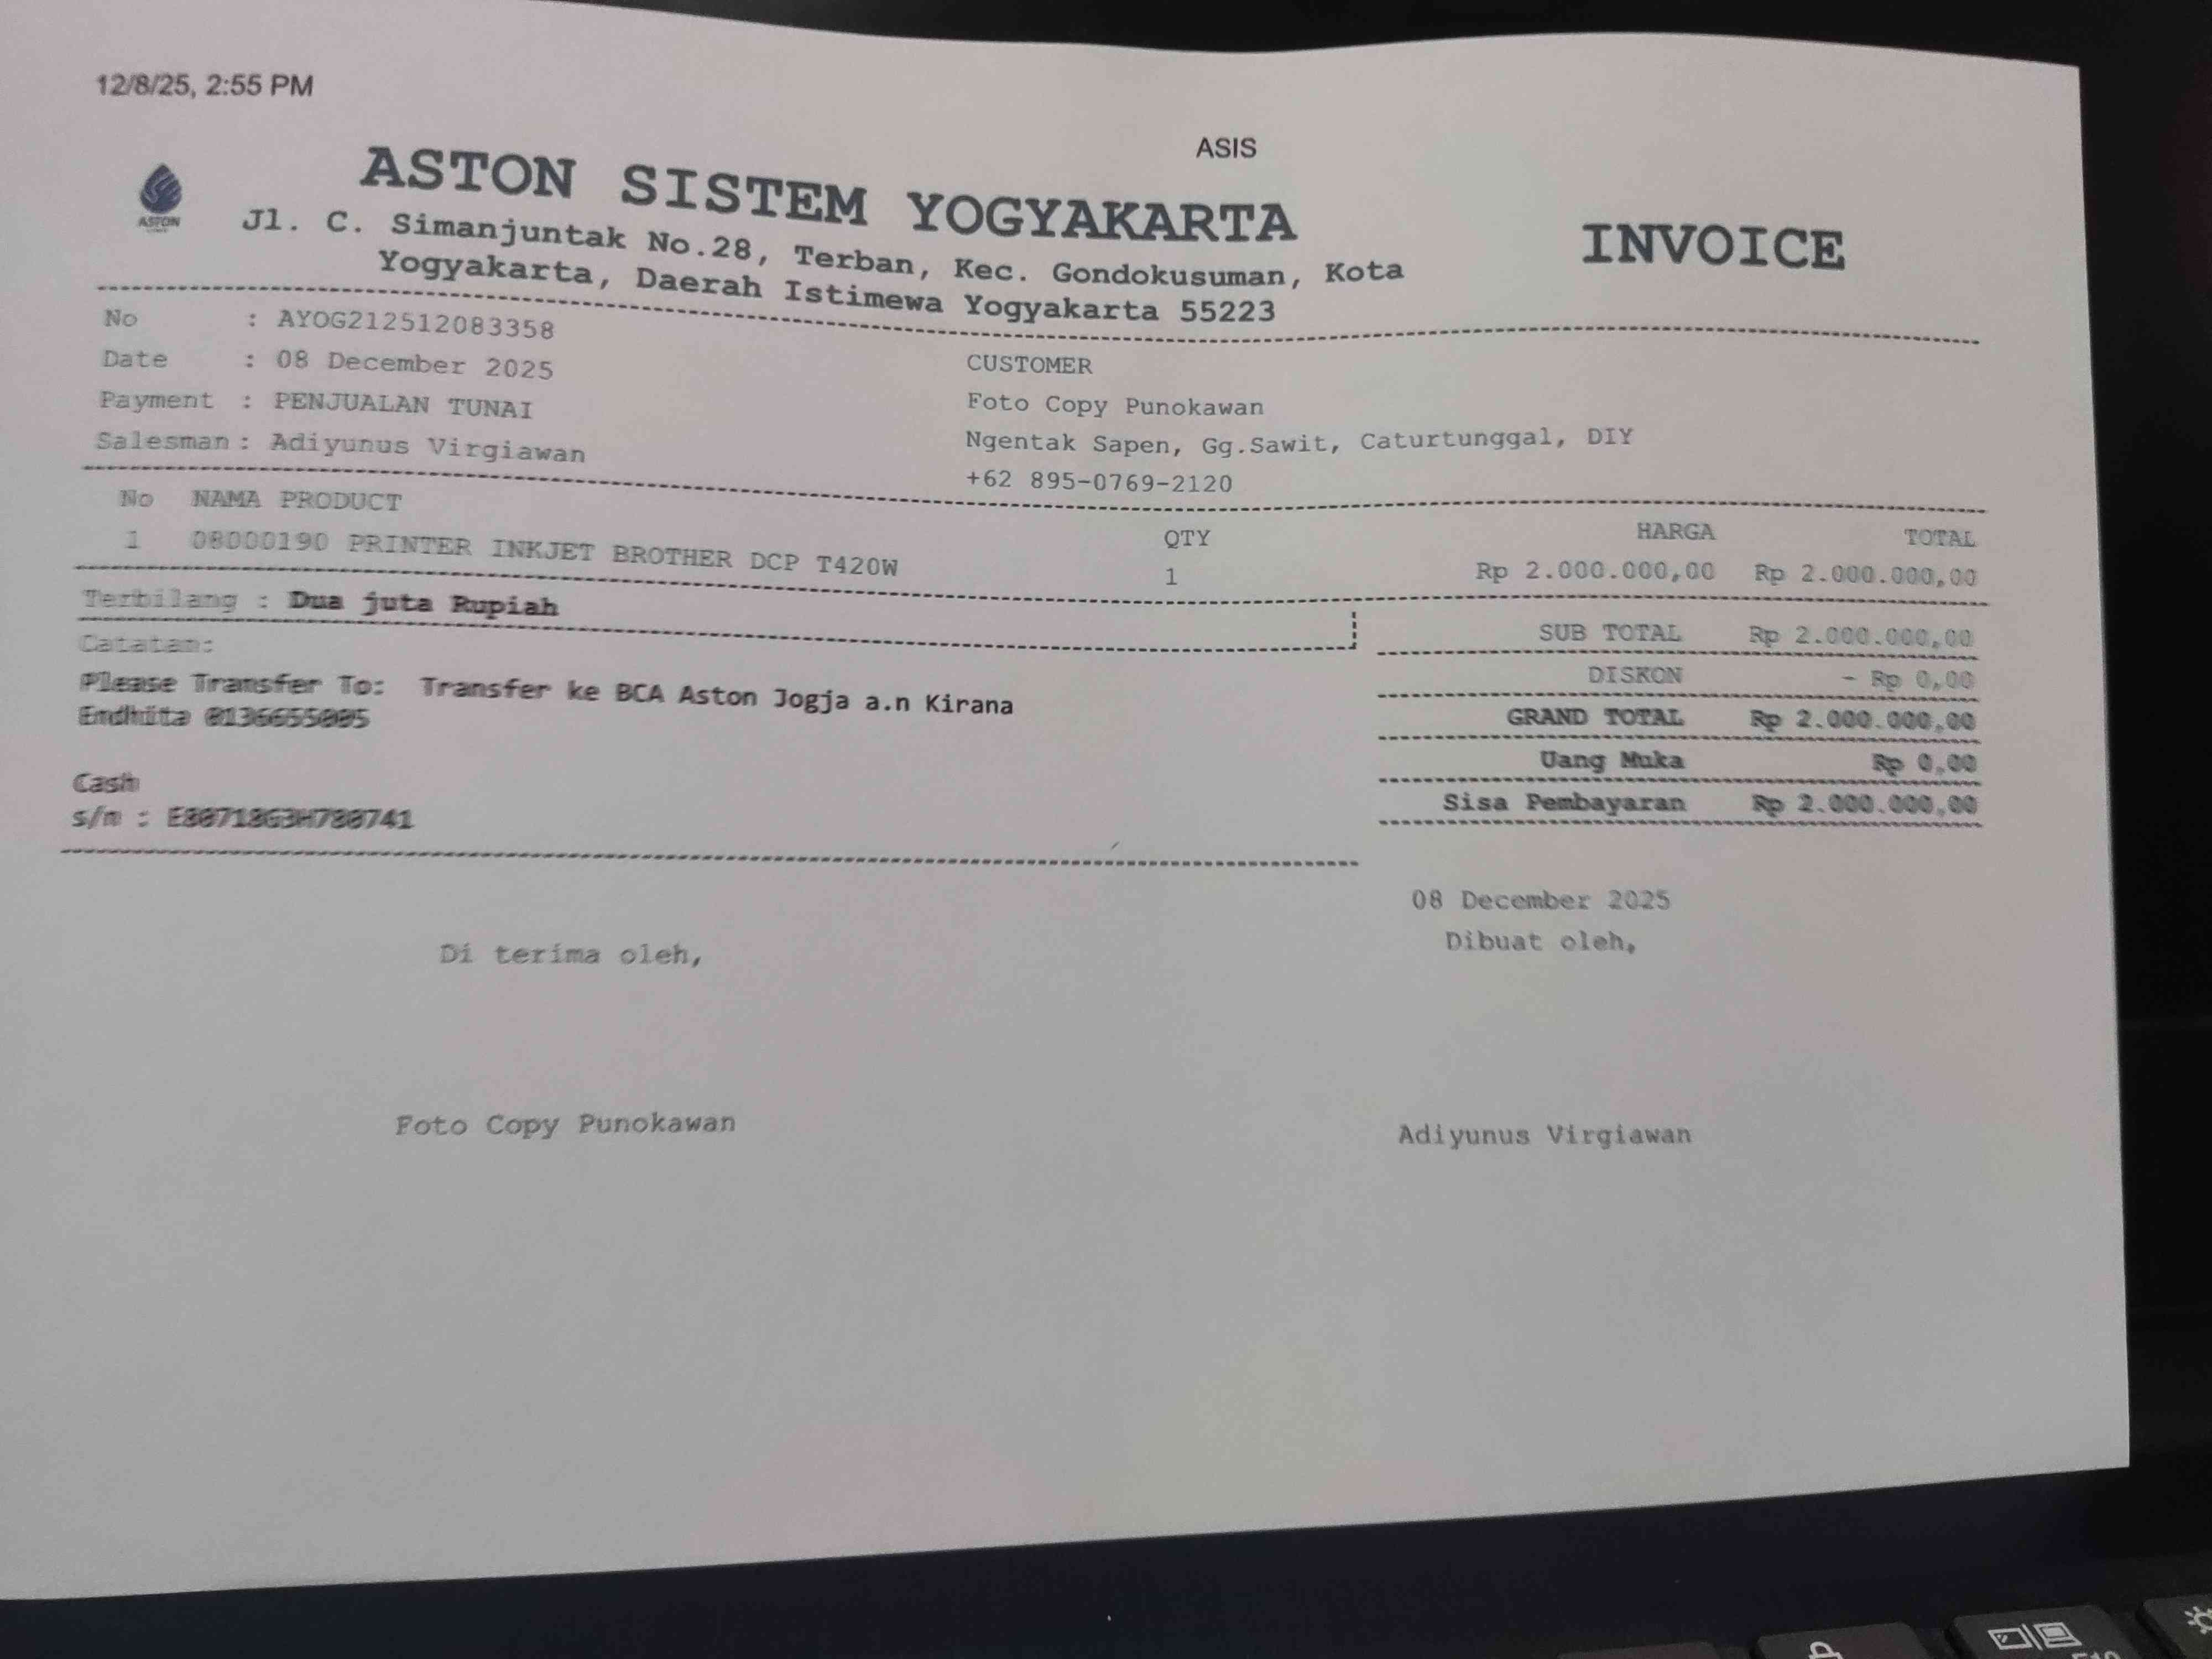 12/8/25, 2:55 PM
ASIS
ASTON
ASTON SISTEM YOGYAKARTA
INVOICE
Jl. C. Simanjuntak No.28, Terban, Kec. Gondokusuman, Kota
Yogyakarta, Daerah Istimewa Yogyakarta 55223
No : AYOG212512083358
Date : 08 December 2025
Payment : PENJUALAN TUNAI
Salesman : Adiyunus Virgiawan
CUSTOMER
Foto Copy Punokawan
Ngentak Sapen, Gg.Sawit, Caturtunggal, DIY
+62 895-0769-2120
No NAMA PRODUCT QTY HARGA TOTAL
1 08000190 PRINTER INKJET BROTHER DCP T420W 1 Rp 2.000.000,00 Rp 2.000.000,00
Terbilang : Dua juta Rupiah
Catatan:
Please Transfer To: Transfer ke BCA Aston Jogja a.n Kirana
Endhita
Cash
s/n :
SUB TOTAL Rp 2.000.000,00
DISKON - Rp 0,00
GRAND TOTAL Rp 2.000.000,00
Uang Muka Rp 0,00
Sisa Pembayaran Rp 2.000.000,00
08 December 2025
Di terima oleh,
Dibuat oleh,
Foto Copy Punokawan
Adiyunus Virgiawan